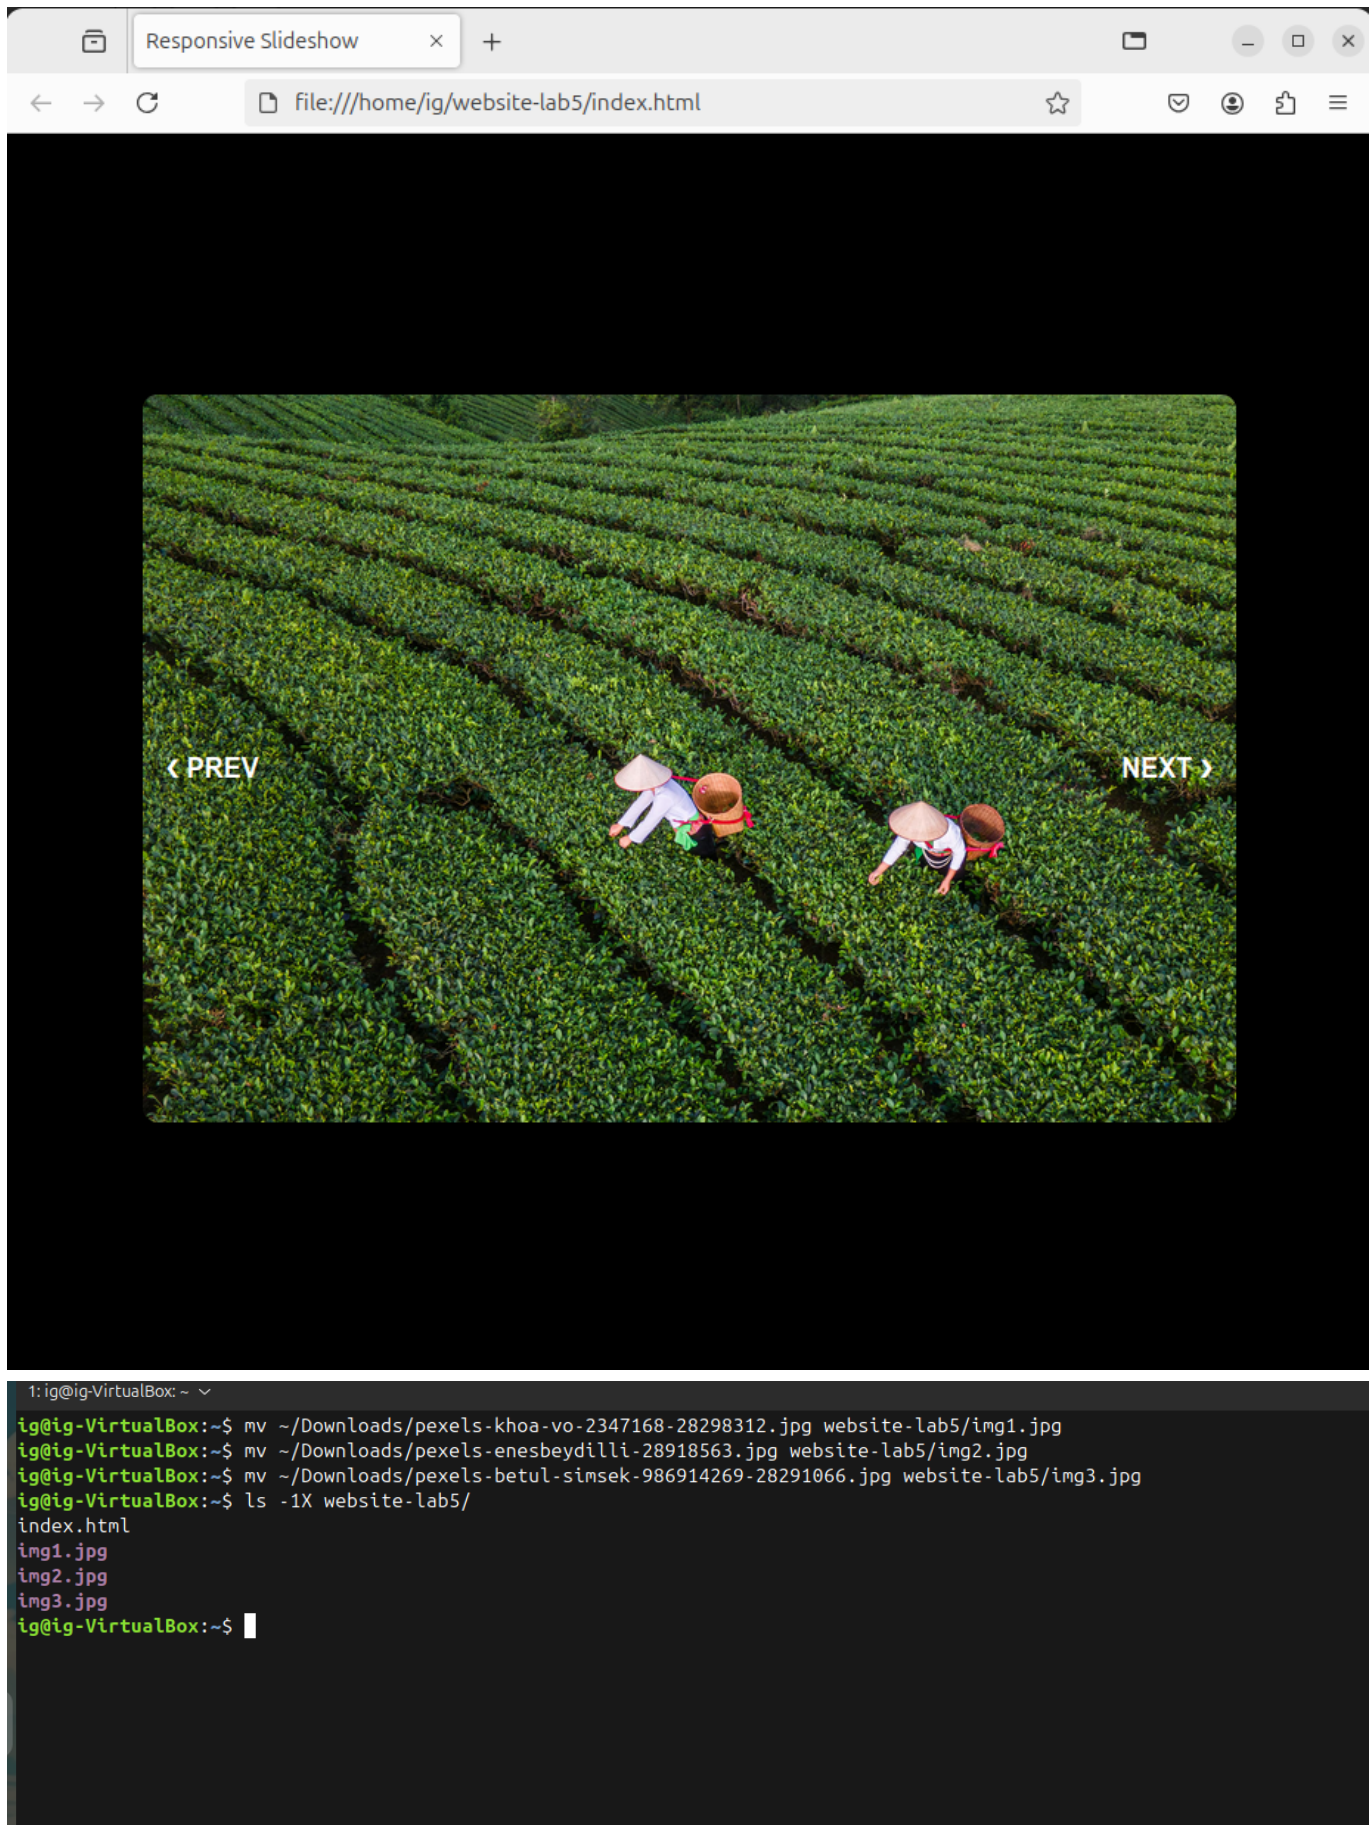 Responsive Slideshow
file:///home/ig/website-lab5/index.html
❮ PREV
NEXT ❯
1: ig@ig-VirtualBox: ~
ig@ig-VirtualBox:~$ mv ~/Downloads/pexels-khoa-vo-2347168-28298312.jpg website-lab5/img1.jpg
ig@ig-VirtualBox:~$ mv ~/Downloads/pexels-enesbeydilli-28918563.jpg website-lab5/img2.jpg
ig@ig-VirtualBox:~$ mv ~/Downloads/pexels-betul-simsek-986914269-28291066.jpg website-lab5/img3.jpg
ig@ig-VirtualBox:~$ ls -1X website-lab5/
index.html
img1.jpg
img2.jpg
img3.jpg
ig@ig-VirtualBox:~$